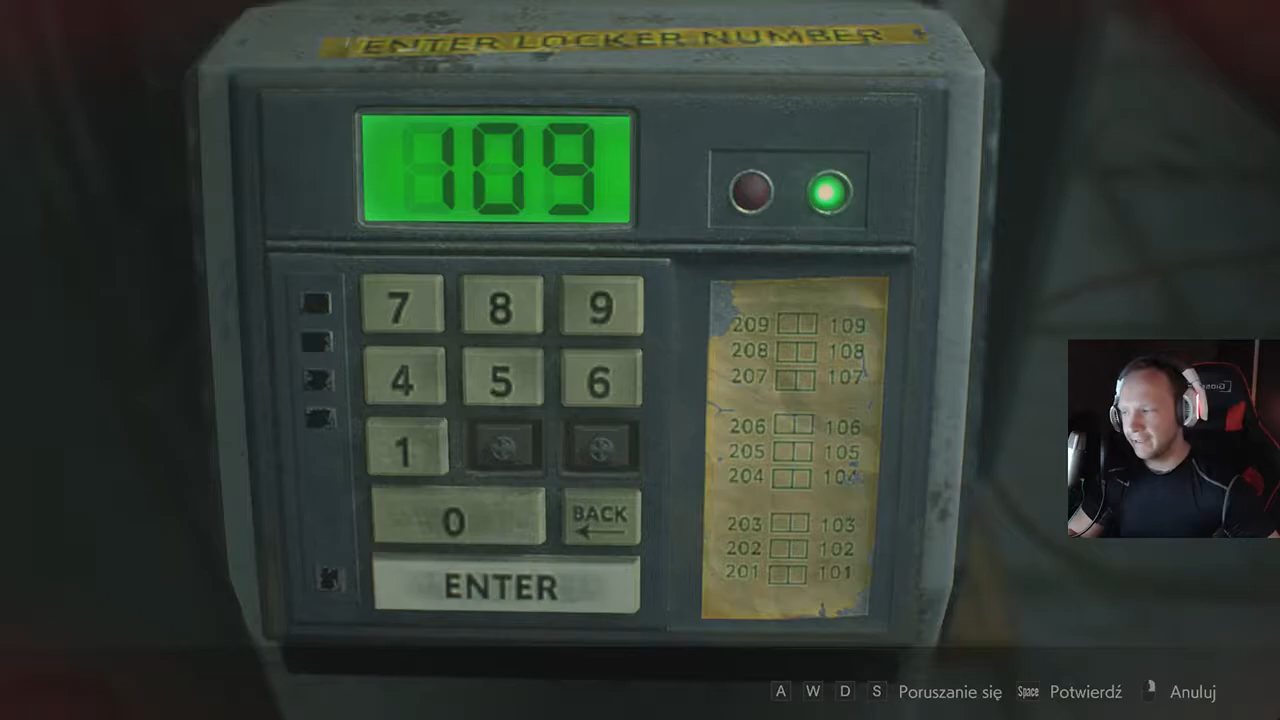 ENTER LOCKER NUMBER
109
7 8 9
4 5 6
1
0 BACK
ENTER
209 109
208 108
207 107
206 106
205 105
204 104
203 103
202 102
201 101
A W D S Poruszanie się Space Potwierdź Anuluj